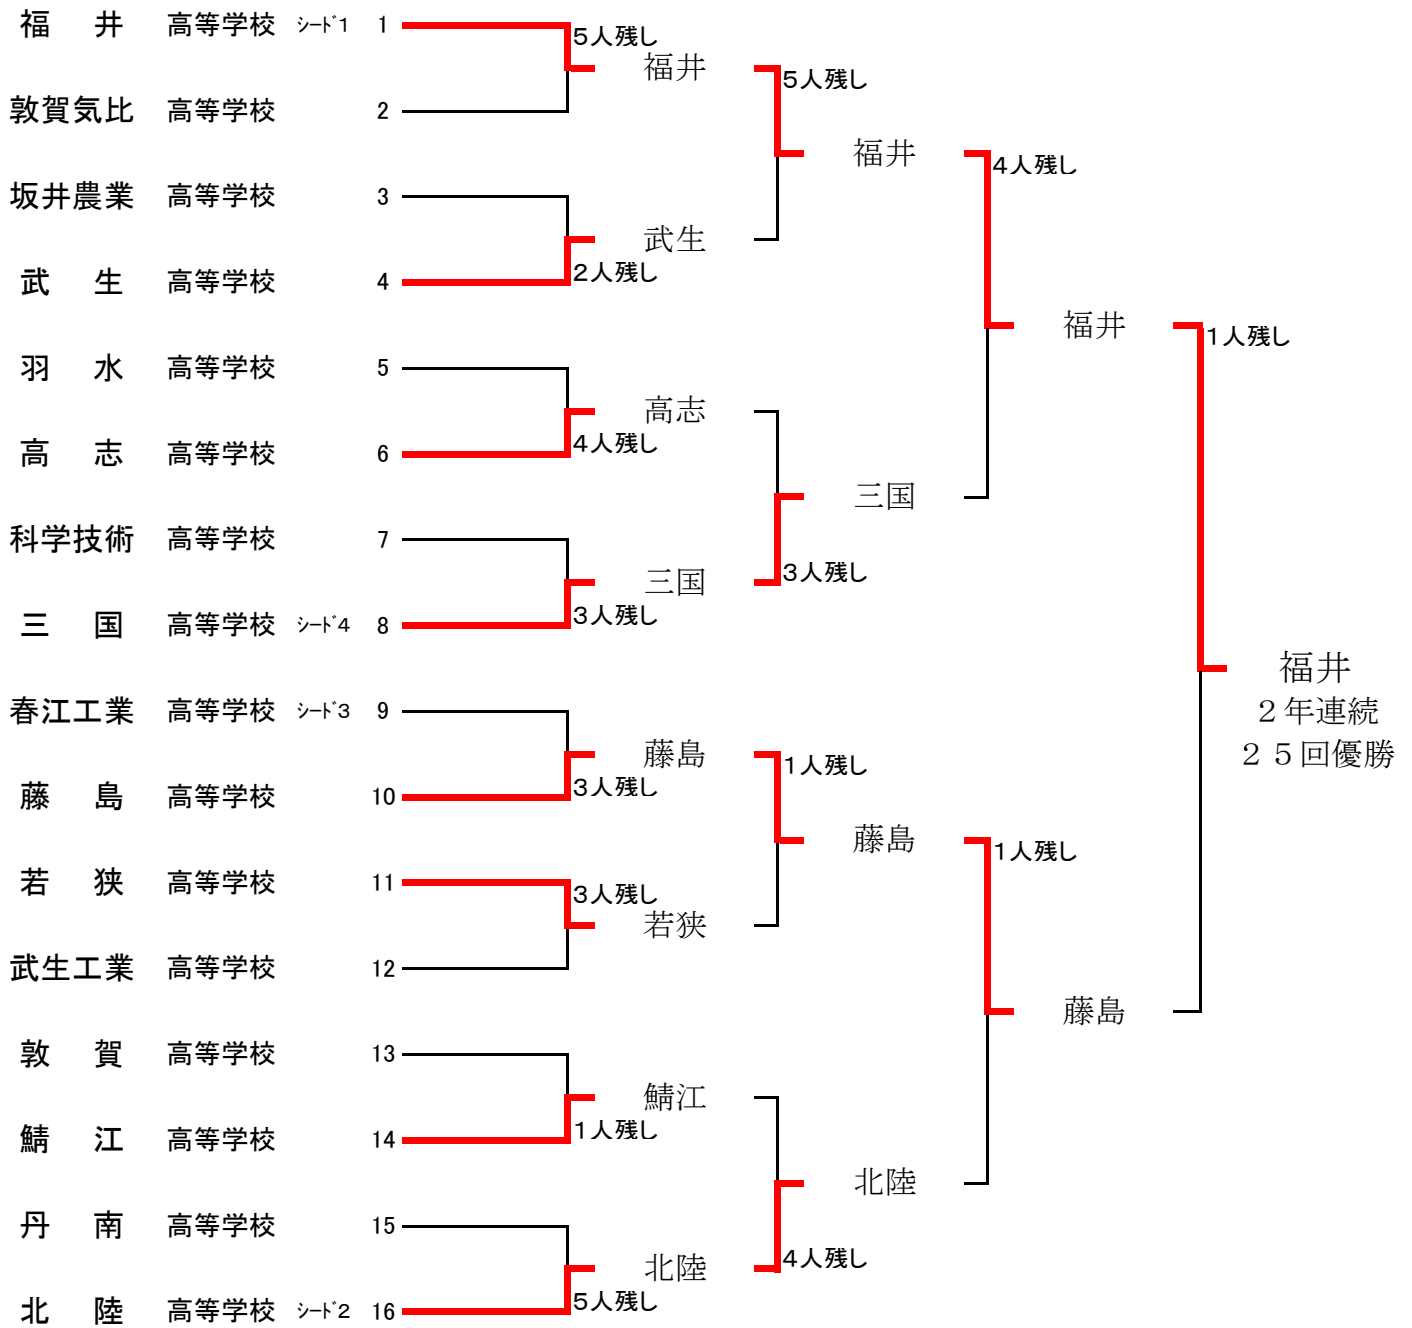 福　井　高等学校　ｼｰﾄﾞ1　1
5人残し
福井
5人残し
敦賀気比　高等学校　2
福井
4人残し
坂井農業　高等学校　3
武生
2人残し
武　生　高等学校　4
福井
1人残し
羽　水　高等学校　5
高志
4人残し
高　志　高等学校　6
三国
科学技術　高等学校　7
三国
3人残し
3人残し
三　国　高等学校　ｼｰﾄﾞ4　8
福井
２年連続
２５回優勝
春江工業　高等学校　ｼｰﾄﾞ3　9
藤島
1人残し
3人残し
藤　島　高等学校　10
藤島
1人残し
若　狭　高等学校　11
3人残し
若狭
武生工業　高等学校　12
藤島
敦　賀　高等学校　13
鯖江
1人残し
鯖　江　高等学校　14
北陸
丹　南　高等学校　15
北陸
4人残し
5人残し
北　陸　高等学校　ｼｰﾄﾞ2　16